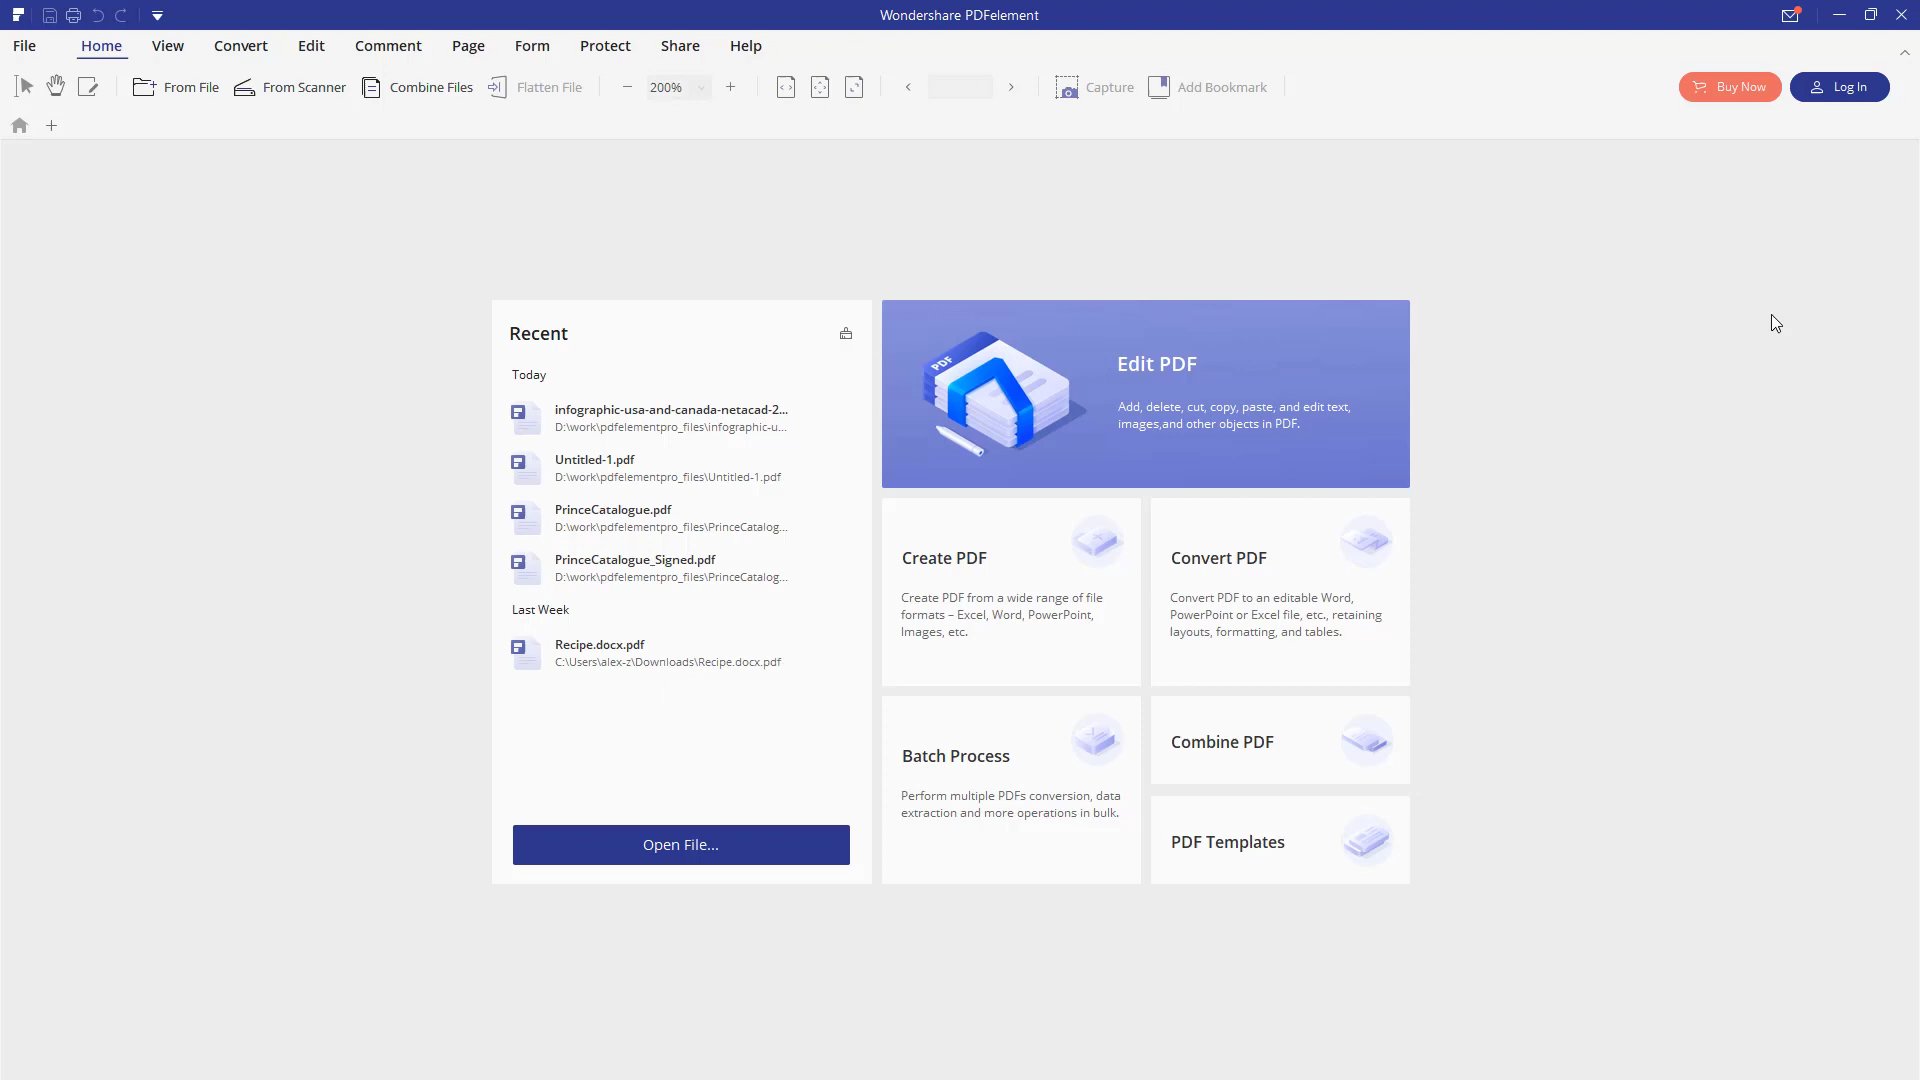 Wondershare PDFelement
File Home View Convert Edit Comment Page Form Protect Share Help
From File From Scanner Combine Files Flatten File 200% Capture Add Bookmark Buy Now Log In
Recent
Today
infographic-usa-and-canada-netacad-2...
D:\work\pdfelementpro_files\infographic-u...
Untitled-1.pdf
D:\work\pdfelementpro_files\Untitled-1.pdf
PrinceCatalogue.pdf
D:\work\pdfelementpro_files\PrinceCatalog...
PrinceCatalogue_Signed.pdf
D:\work\pdfelementpro_files\PrinceCatalog...
Last Week
Recipe.docx.pdf
C:\Users\alex-z\Downloads\Recipe.docx.pdf
Open File...
PDF
Edit PDF
Add, delete, cut, copy, paste, and edit text,
images,and other objects in PDF.
Create PDF
Create PDF from a wide range of file
formats – Excel, Word, PowerPoint,
Images, etc.
Convert PDF
Convert PDF to an editable Word,
PowerPoint or Excel file, etc., retaining
layouts, formatting, and tables.
Batch Process
Perform multiple PDFs conversion, data
extraction and more operations in bulk.
Combine PDF
PDF Templates